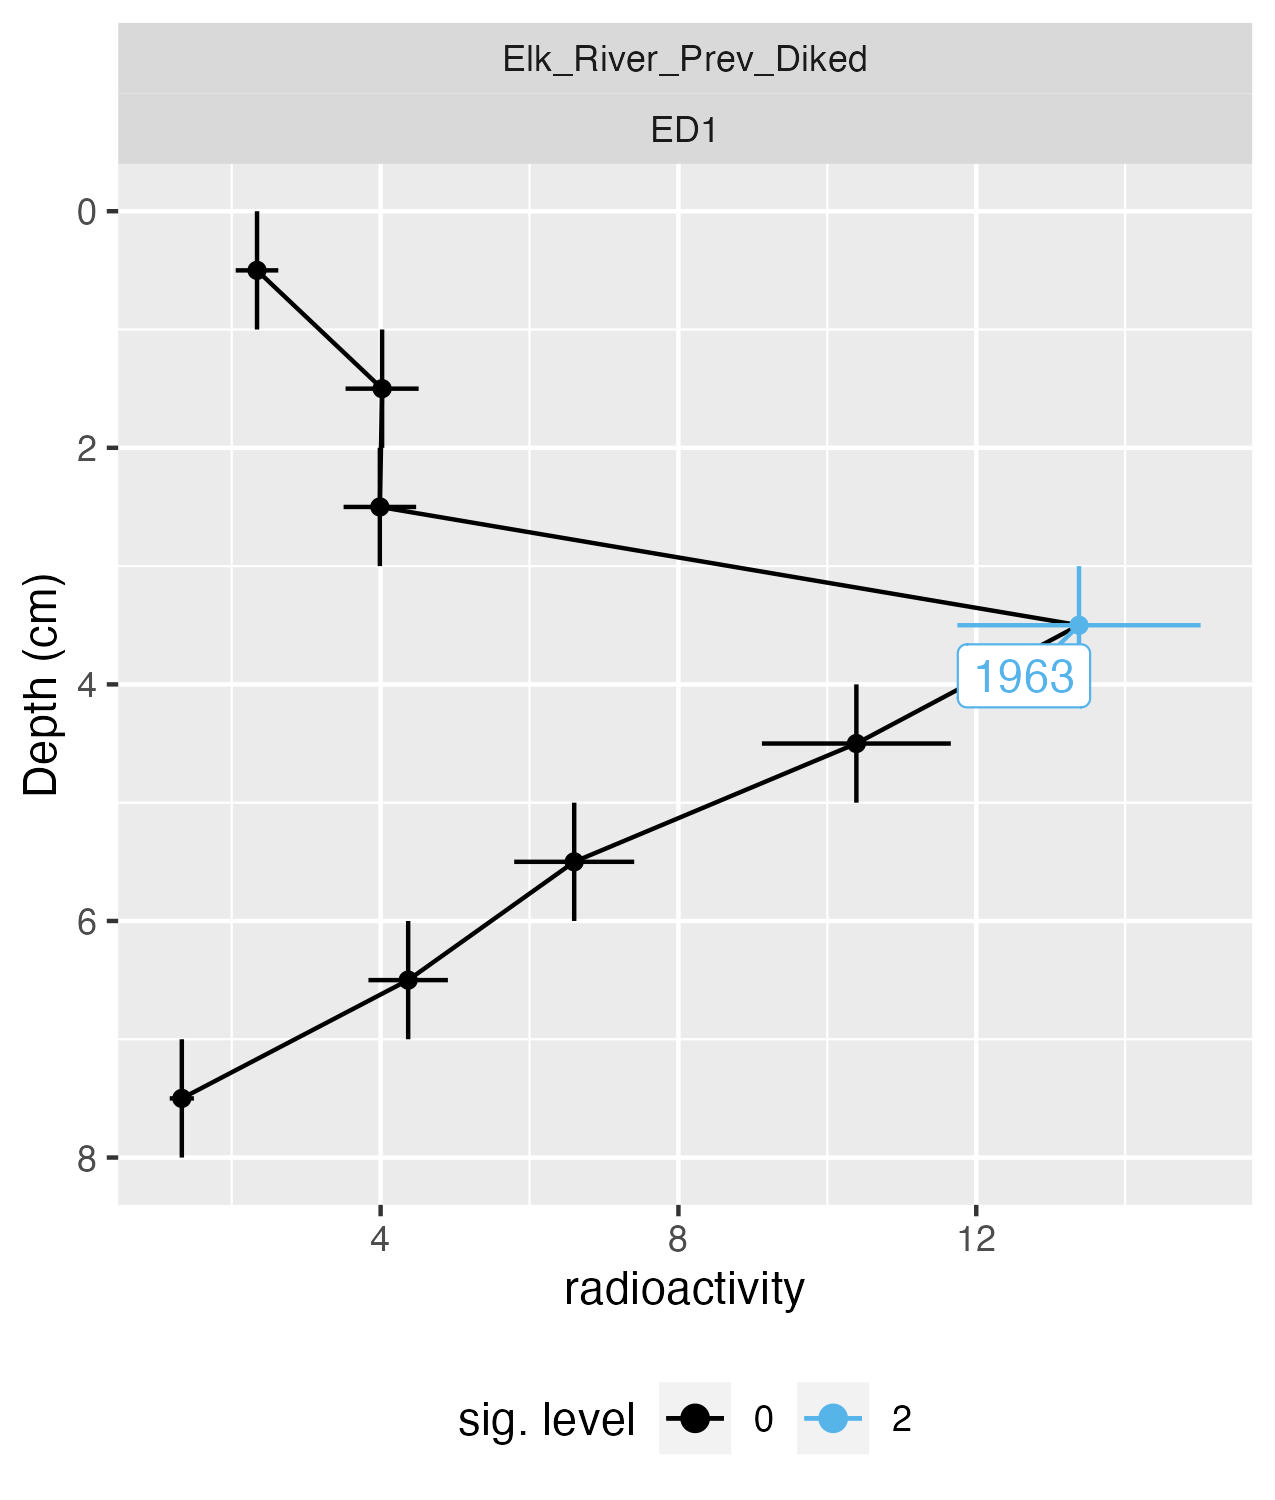 Elk_River_Prev_Diked
ED1
0
2
4
6
8
Depth (cm)
1963
4
8
12
radioactivity
sig. level
0
2